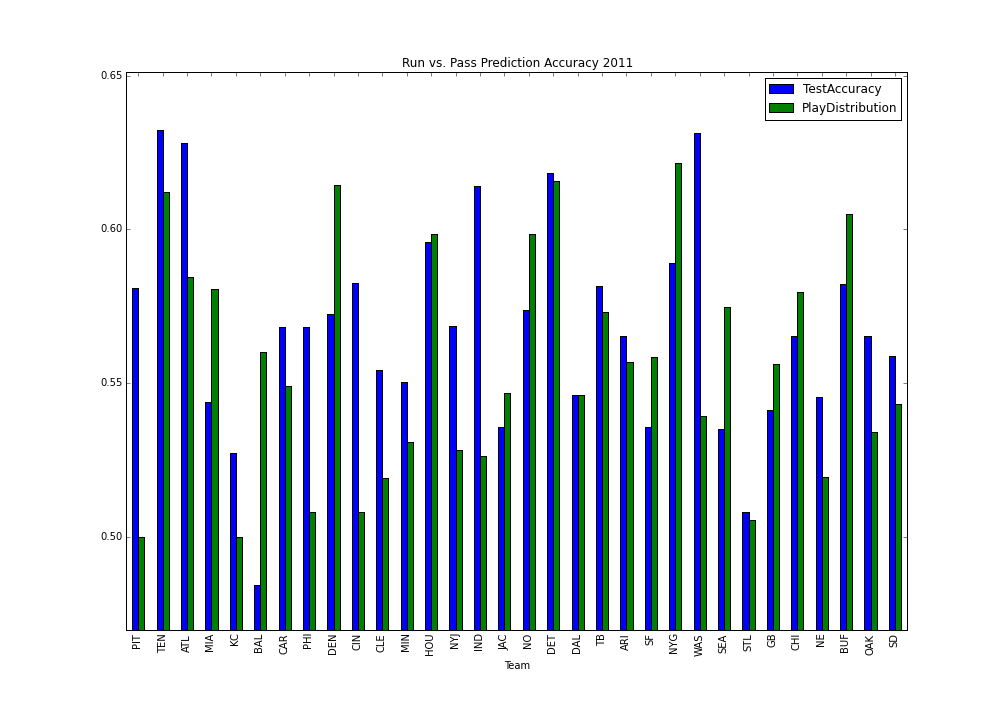 Run vs. Pass Prediction Accuracy 2011
TestAccuracy
PlayDistribution
0.65
0.60
0.55
0.50
PIT TEN ATL MIA KC BAL CAR PHI DEN CIN CLE MIN HOU NYJ IND JAC NO DET DAL TB ARI SF NYG WAS SEA STL GB CHI NE BUF OAK SD
Team